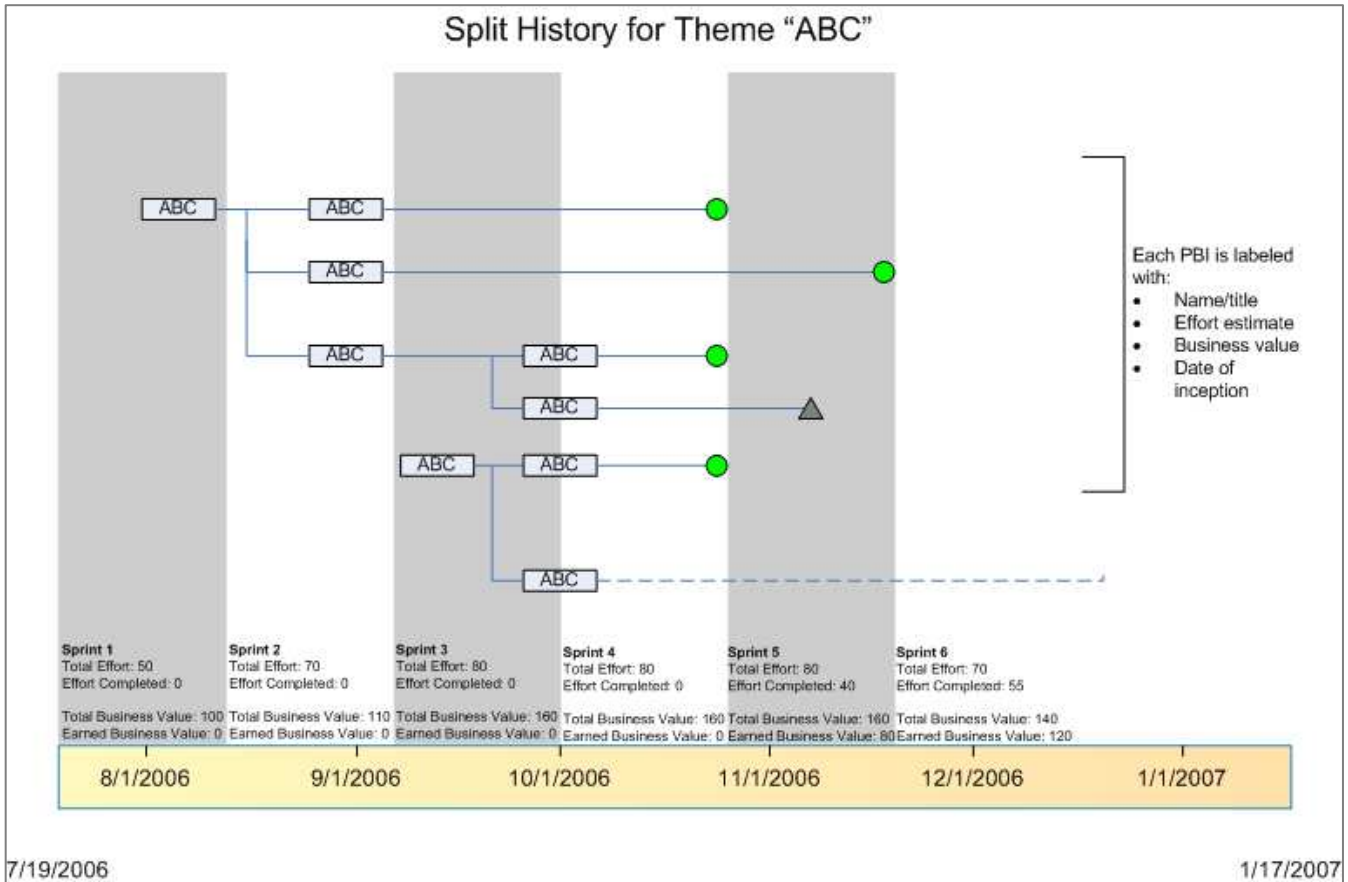 Split History for Theme “ABC”
ABC
ABC
ABC
ABC
ABC
ABC
ABC
ABC
ABC
Each PBI is labeled
with:
• Name/title
• Effort estimate
• Business value
• Date of
inception
Sprint 1
Total Effort: 50
Effort Completed: 0
Total Business Value: 100
Earned Business Value: 0
Sprint 2
Total Effort: 70
Effort Completed: 0
Total Business Value: 110
Earned Business Value: 0
Sprint 3
Total Effort: 80
Effort Completed: 0
Total Business Value: 160
Earned Business Value: 0
Sprint 4
Total Effort: 80
Effort Completed: 0
Total Business Value: 160
Earned Business Value: 0
Sprint 5
Total Effort: 80
Effort Completed: 40
Total Business Value: 160
Earned Business Value: 80
Sprint 6
Total Effort: 70
Effort Completed: 55
Total Business Value: 140
Earned Business Value: 120
8/1/2006
9/1/2006
10/1/2006
11/1/2006
12/1/2006
1/1/2007
7/19/2006
1/17/2007